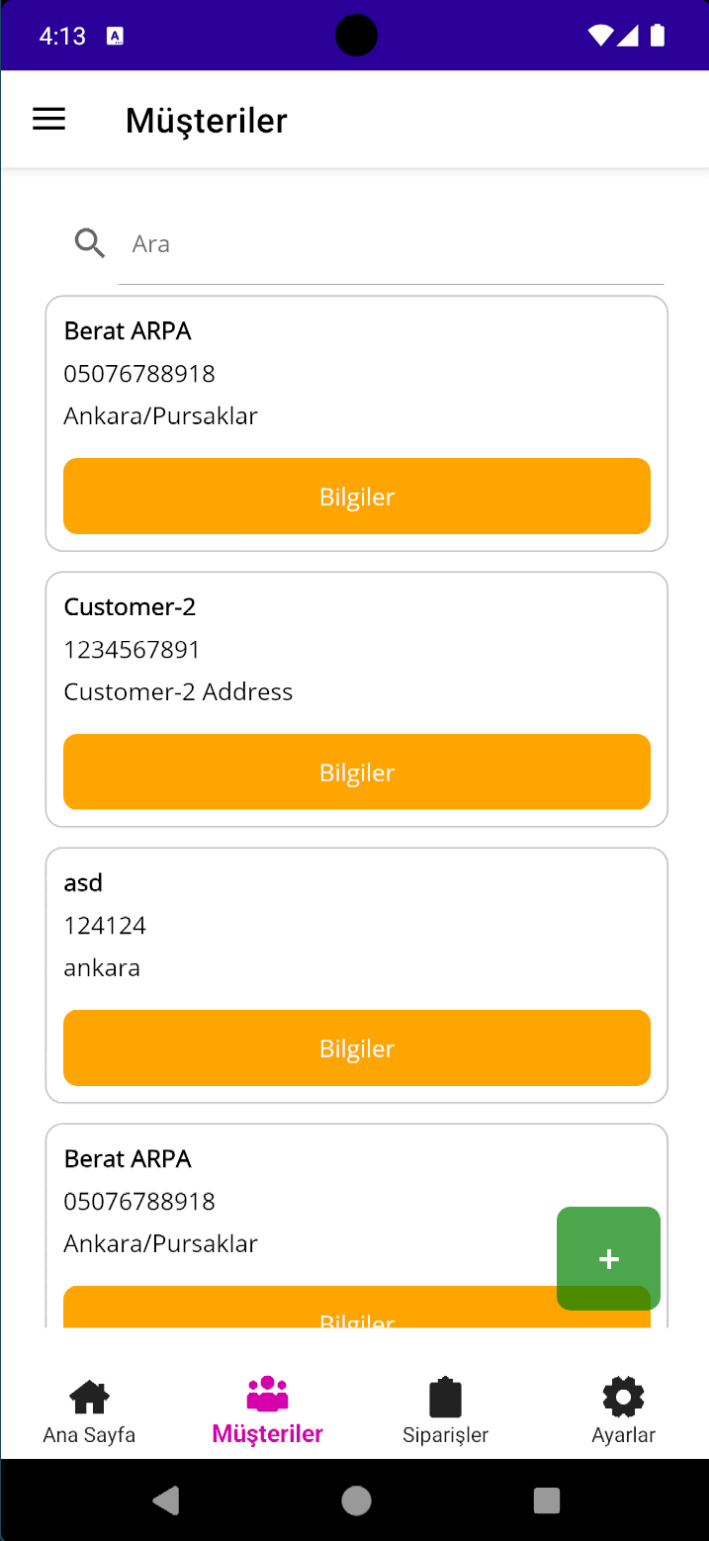 4:13
A
Müşteriler
Ara
Berat ARPA
05076788918
Ankara/Pursaklar
Bilgiler
Customer-2
1234567891
Customer-2 Address
Bilgiler
asd
124124
ankara
Bilgiler
Berat ARPA
05076788918
Ankara/Pursaklar
+
Bilgiler
Ana Sayfa
Müşteriler
Siparişler
Ayarlar